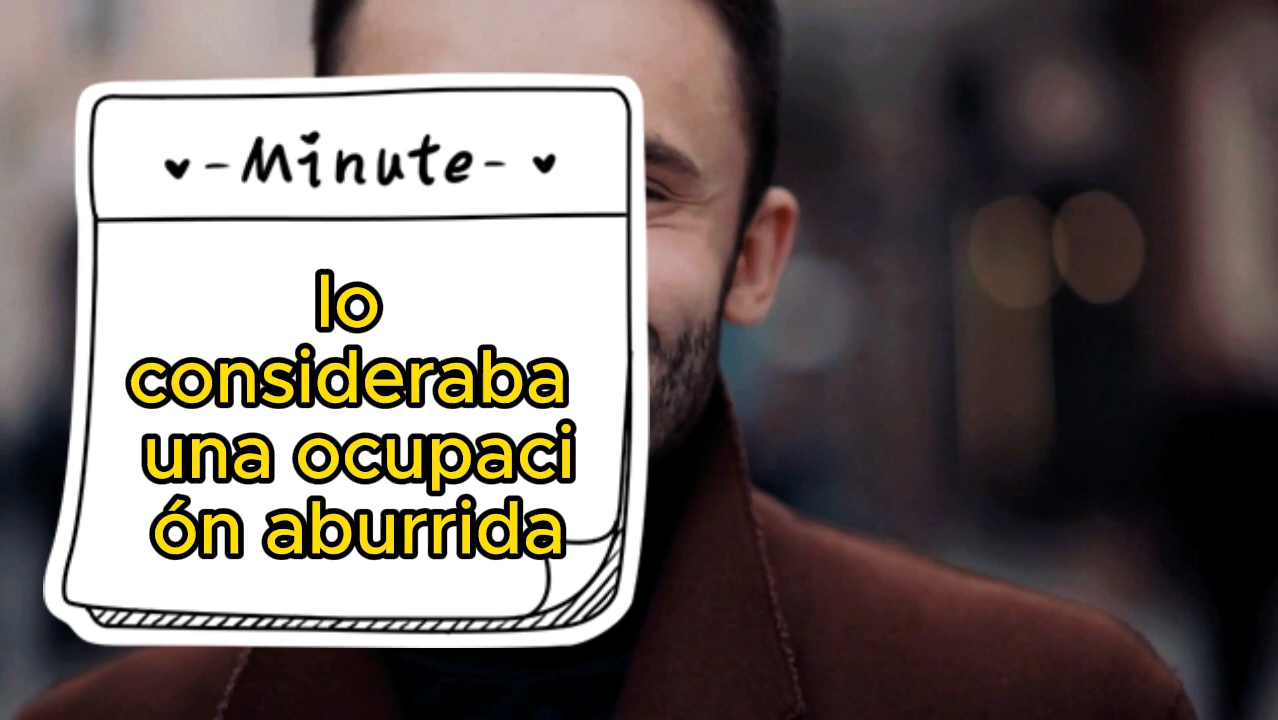 -Minute-
lo
consideraba
una ocupaci
ón aburrida